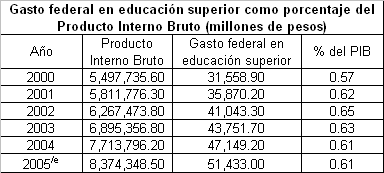 Gasto federal en educación superior como porcentaje del
Producto Interno Bruto (millones de pesos)
Año Producto Interno Bruto Gasto federal en educación superior % del PIB
2000 5,497,735.60 31,558.90 0.57
2001 5,811,776.30 35,870.20 0.62
2002 6,267,473.80 41,043.30 0.65
2003 6,895,356.80 43,751.70 0.63
2004 7,713,796.20 47,149.20 0.61
2005/e 8,374,348.50 51,433.00 0.61